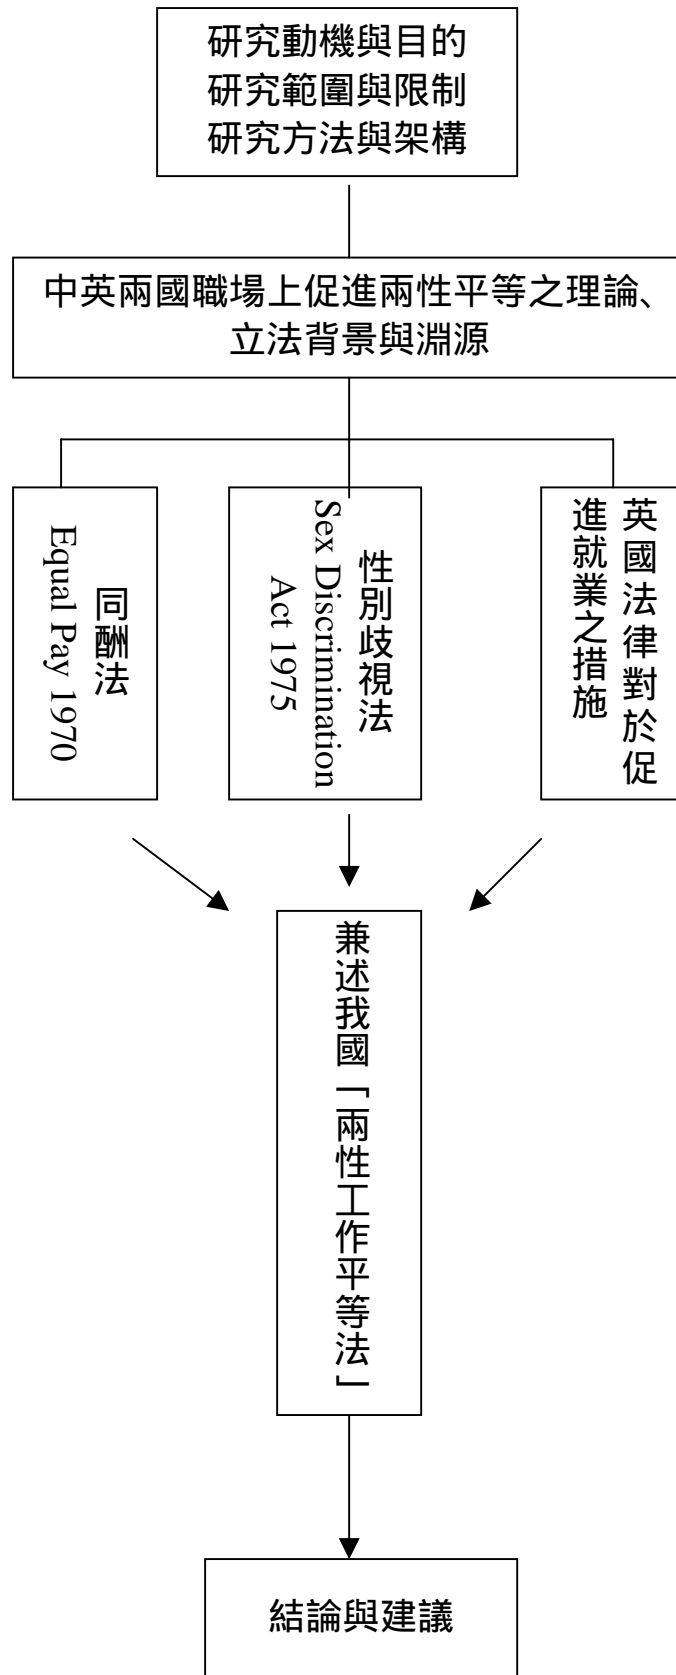 研究動機與目的
研究範圍與限制
研究方法與架構
中英兩國職場上促進兩性平等之理論、
立法背景與淵源
同酬法
Equal Pay 1970
性別歧視法
Sex Discrimination
Act 1975
英國法律對於促
進就業之措施
兼述我國「兩性工作平等法」
結論與建議